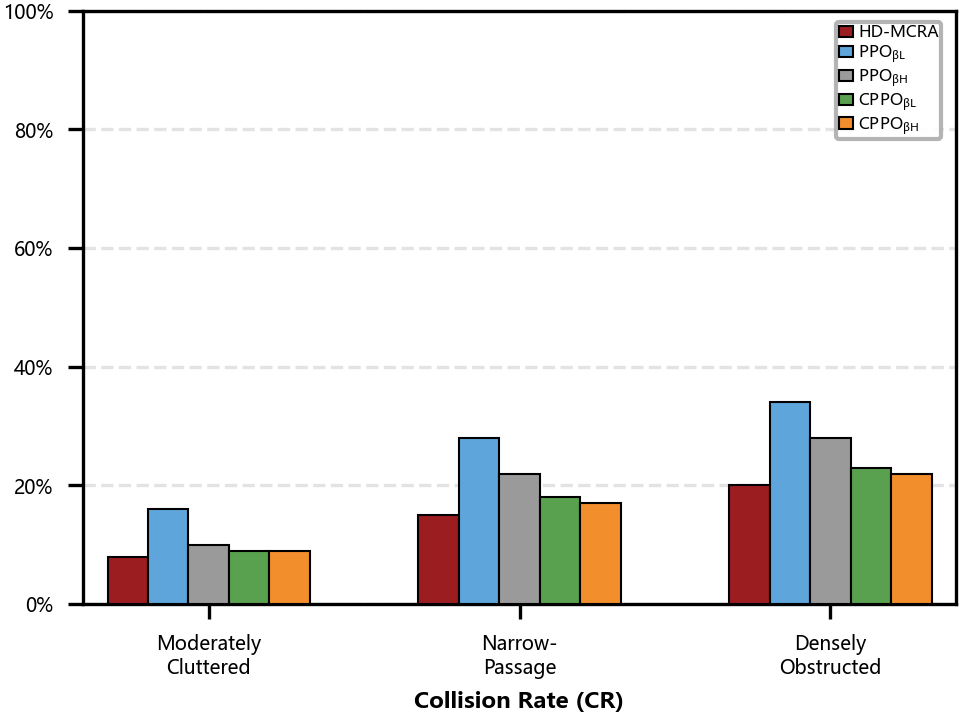 100%
80%
60%
40%
20%
0%
HD-MCRA
PPOβL
PPOβH
CPPOβL
CPPOβH
Moderately
Cluttered
Narrow-
Passage
Densely
Obstructed
Collision Rate (CR)